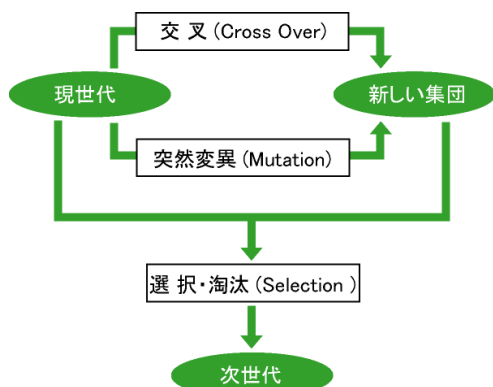 交 叉 (Cross Over)
現世代
新しい集団
突然変異 (Mutation)
選 択・淘汰 (Selection )
次世代